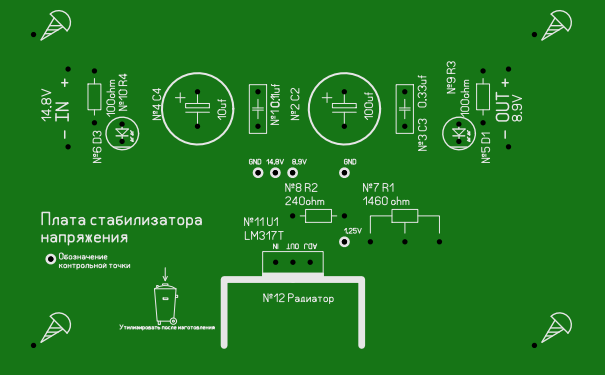 14.8V
- IN +
№6 D3
100ohm
№10 R4
№4 C4
10uf
№1 C1
0.1uf
№2 C2
100uf
№3 C3
0.33uf
№9 R3
100ohm
№5 D1
- OUT +
8.9V
GND 14,8V 8,9V GND
№8 R2
240ohm
№7 R1
1460 ohm
№11 U1
LM317T
1,25V
IN OUT ADJ
Плата стабилизатора
напряжения
Обозначение
контрольной точки
№12 Радиатор
Утилизировать после изготовления